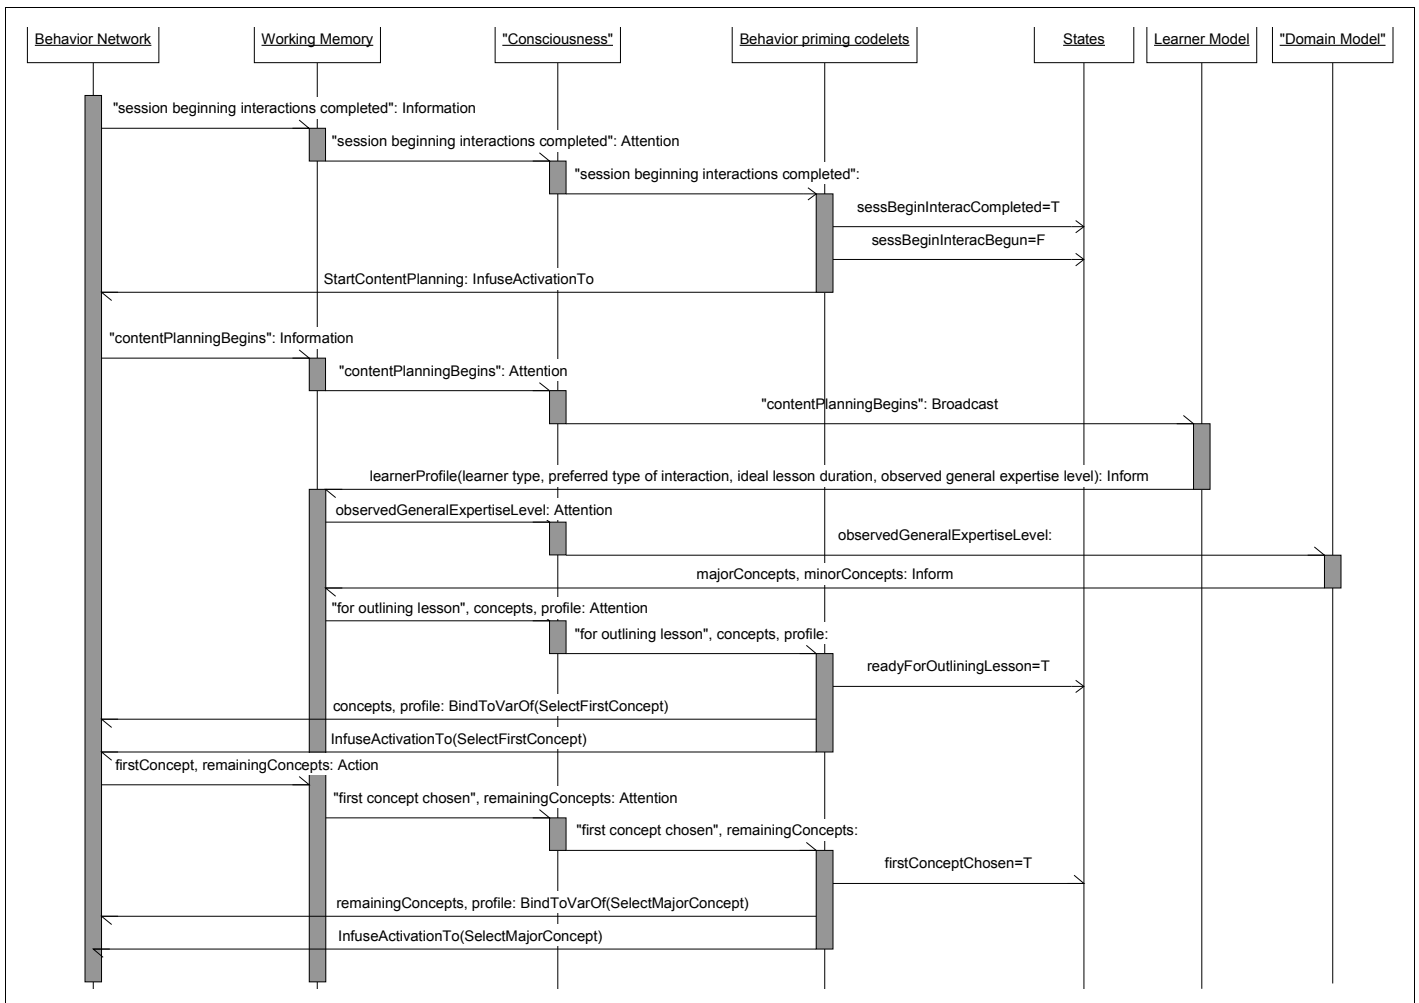 Behavior Network
Working Memory
"Consciousness"
Behavior priming codelets
States
Learner Model
"Domain Model"
"session beginning interactions completed": Information
"session beginning interactions completed": Attention
"session beginning interactions completed":
sessBeginInteracCompleted=T
sessBeginInteracBegun=F
StartContentPlanning: InfuseActivationTo
"contentPlanningBegins": Information
"contentPlanningBegins": Attention
"contentPlanningBegins": Broadcast
learnerProfile(learner type, preferred type of interaction, ideal lesson duration, observed general expertise level): Inform
observedGeneralExpertiseLevel: Attention
observedGeneralExpertiseLevel:
majorConcepts, minorConcepts: Inform
"for outlining lesson", concepts, profile: Attention
"for outlining lesson", concepts, profile:
readyForOutliningLesson=T
concepts, profile: BindToVarOf(SelectFirstConcept)
InfuseActivationTo(SelectFirstConcept)
firstConcept, remainingConcepts: Action
"first concept chosen", remainingConcepts: Attention
"first concept chosen", remainingConcepts:
firstConceptChosen=T
remainingConcepts, profile: BindToVarOf(SelectMajorConcept)
InfuseActivationTo(SelectMajorConcept)